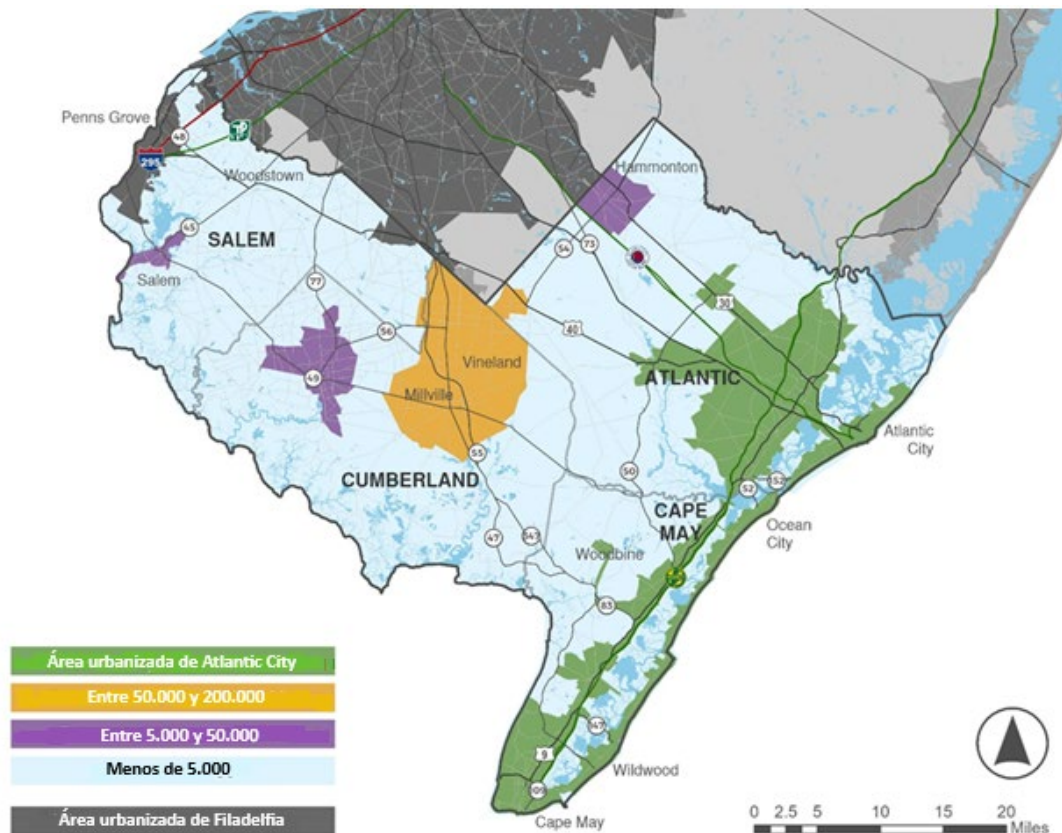 Penns Grove
48
295
TP
Woodstown
Hammonton
45
SALEM
Salem
54
73
77
30
56
40
Vineland
ATLANTIC
49
Millville
Atlantic
City
55
CUMBERLAND
50
52
152
CAPE
MAY
Ocean
City
47
347
Woodbine
83
Área urbanizada de Atlantic City
Entre 50.000 y 200.000
Entre 5.000 y 50.000
147
Menos de 5.000
9
Wildwood
109
Área urbanizada de Filadelfia
Cape May
0 2.5 5 10 15 20
Miles